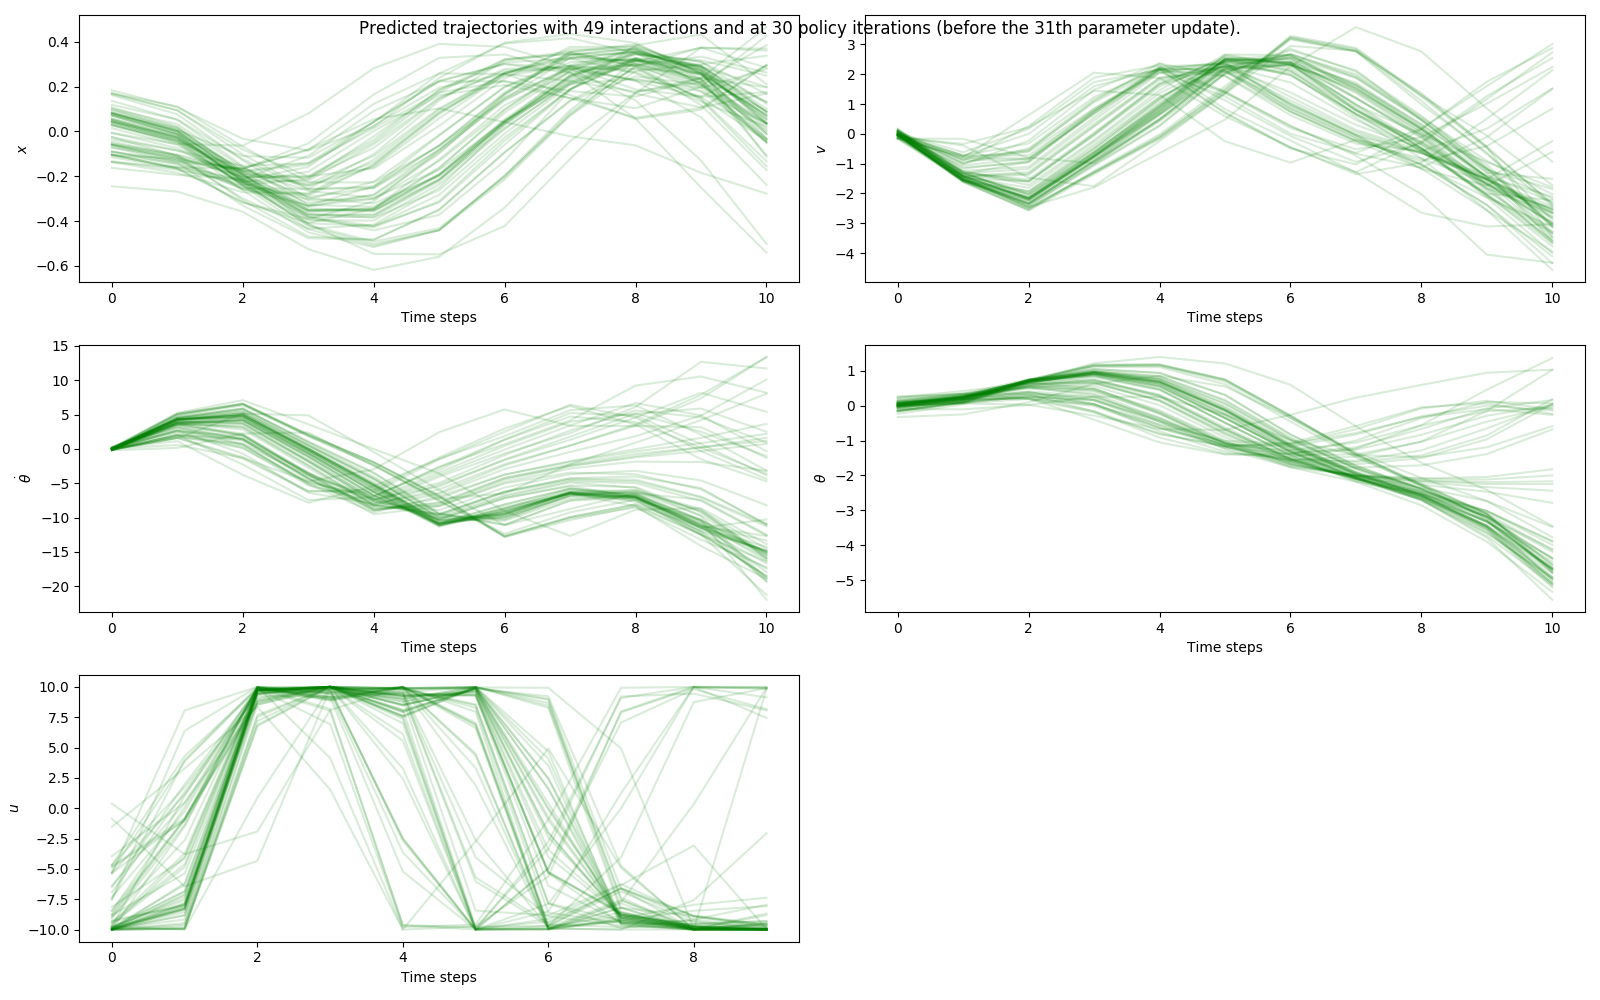 Predicted trajectories with 49 interactions and at 30 policy iterations (before the 31th parameter update).
0.4
0.2
0.0
−0.2
−0.4
−0.6
x
0 2 4 6 8 10
Time steps
3
2
1
0
−1
−2
−3
−4
v
0 2 4 6 8 10
Time steps
15
10
5
0
−5
−10
−15
−20
θ̇
0 2 4 6 8 10
Time steps
1
0
−1
−2
−3
−4
−5
θ
0 2 4 6 8 10
Time steps
10.0
7.5
5.0
2.5
0.0
−2.5
−5.0
−7.5
−10.0
u
0 2 4 6 8
Time steps